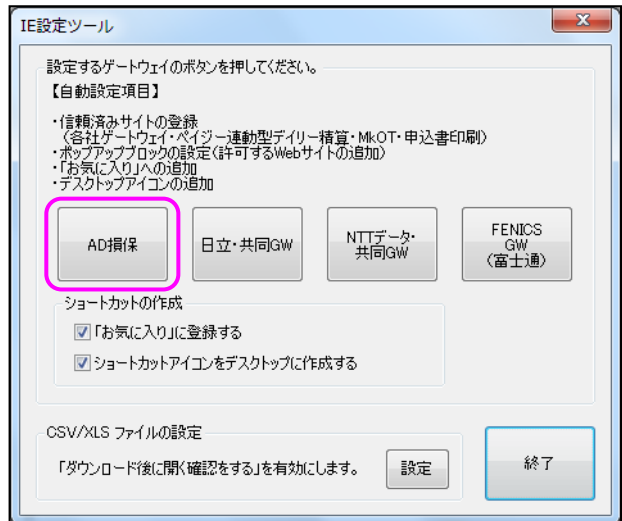 IE設定ツール
設定するゲートウェイのボタンを押してください。
【自動設定項目】
・信頼済みサイトの登録
（各社ゲートウェイ・ペイジー連動型デイリー精算・MkOT・申込書印刷）
・ポップアップブロックの設定（許可するWebサイトの追加）
・「お気に入り」への追加
・デスクトップアイコンの追加
AD損保
日立・共同GW
NTTデータ・
共同GW
FENICS
GW
（富士通）
ショートカットの作成
「お気に入り」に登録する
ショートカットアイコンをデスクトップに作成する
CSV/XLS ファイルの設定
「ダウンロード後に開く確認をする」を有効にします。
設定
終了